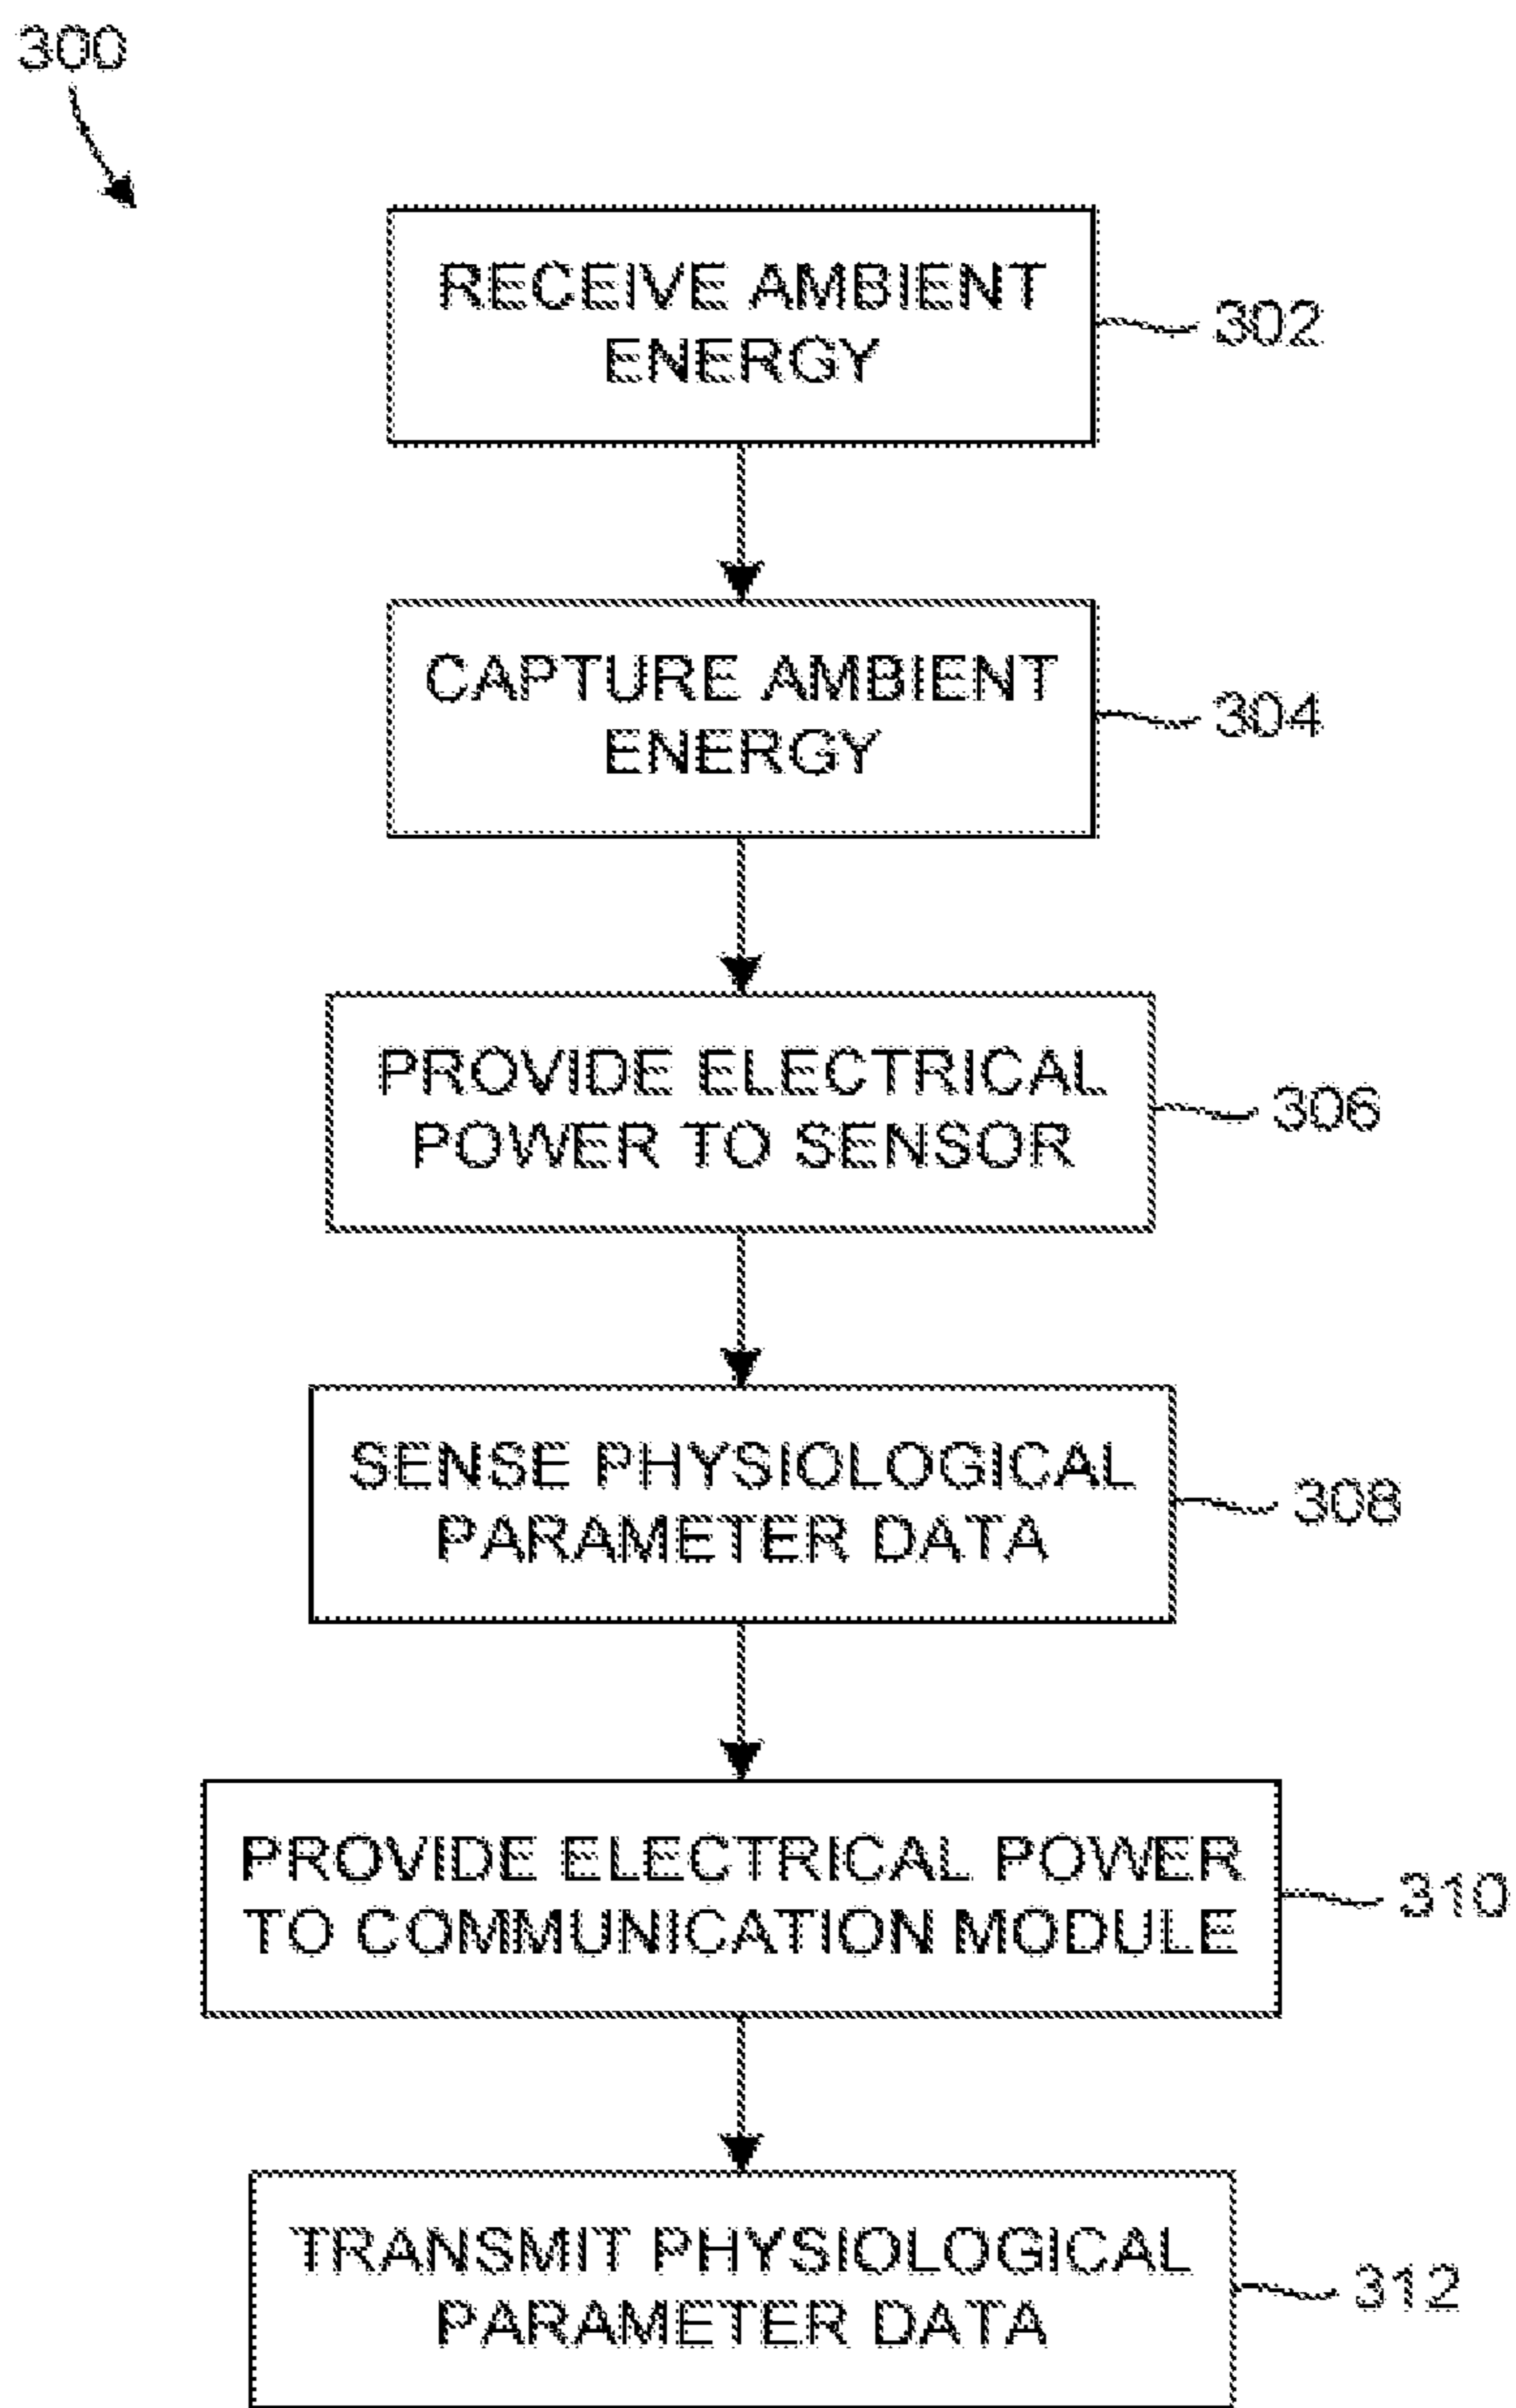 300
RECEIVE AMBIENT
ENERGY
302
CAPTURE AMBIENT
ENERGY
304
PROVIDE ELECTRICAL
POWER TO SENSOR
306
SENSE PHYSIOLOGICAL
PARAMETER DATA
308
PROVIDE ELECTRICAL POWER
TO COMMUNICATION MODULE
310
TRANSMIT PHYSIOLOGICAL
PARAMETER DATA
312